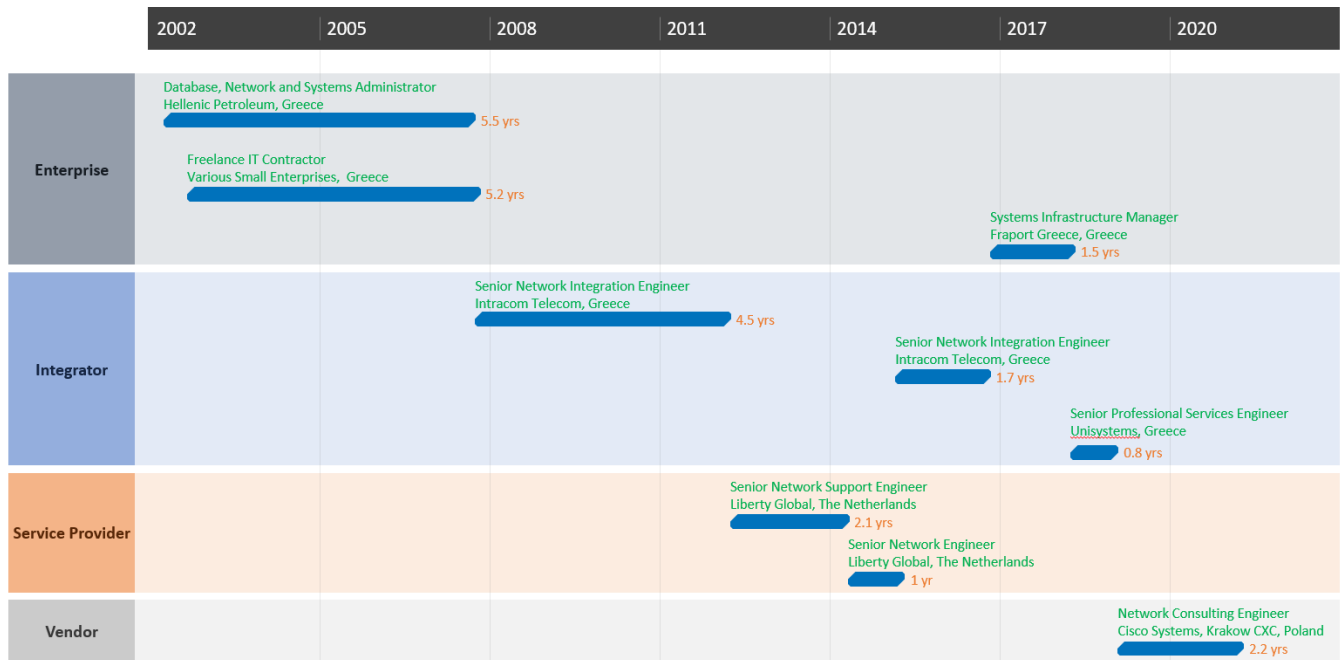 2002 2005 2008 2011 2014 2017 2020
Enterprise
Database, Network and Systems Administrator
Hellenic Petroleum, Greece
5.5 yrs
Freelance IT Contractor
Various Small Enterprises, Greece
5.2 yrs
Systems Infrastructure Manager
Fraport Greece, Greece
1.5 yrs
Integrator
Senior Network Integration Engineer
Intracom Telecom, Greece
4.5 yrs
Senior Network Integration Engineer
Intracom Telecom, Greece
1.7 yrs
Senior Professional Services Engineer
Unisystems, Greece
0.8 yrs
Service Provider
Senior Network Support Engineer
Liberty Global, The Netherlands
2.1 yrs
Senior Network Engineer
Liberty Global, The Netherlands
1 yr
Vendor
Network Consulting Engineer
Cisco Systems, Krakow CXC, Poland
2.2 yrs